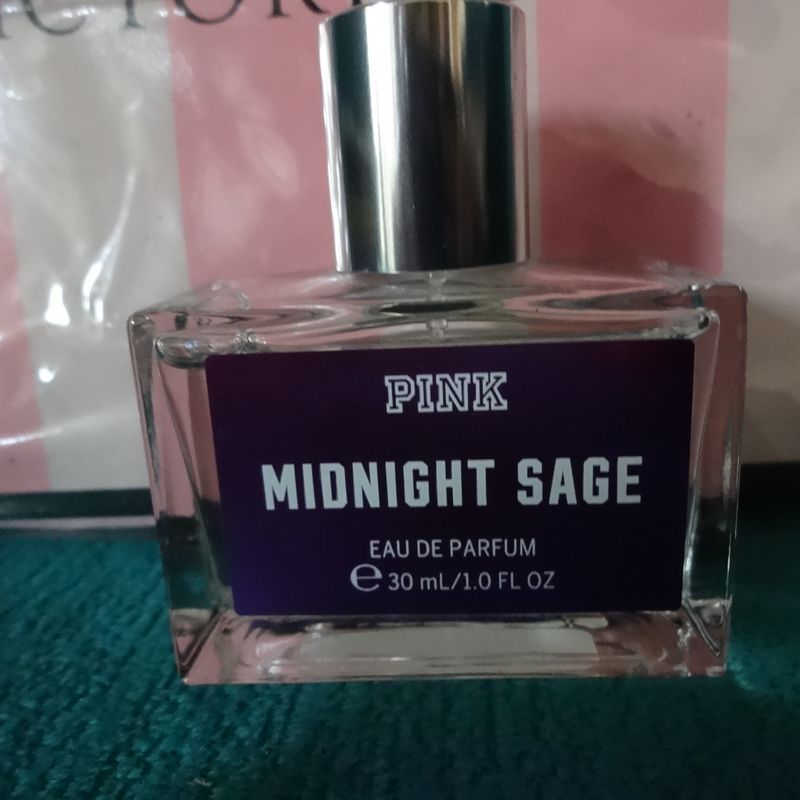 PINK
MIDNIGHT SAGE
EAU DE PARFUM
℮ 30 mL/1.0 FL OZ